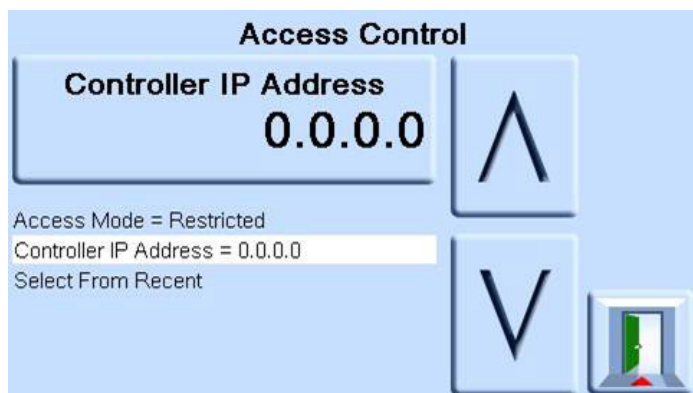 Access Control
Controller IP Address
0.0.0.0
Access Mode = Restricted
Controller IP Address = 0.0.0.0
Select From Recent